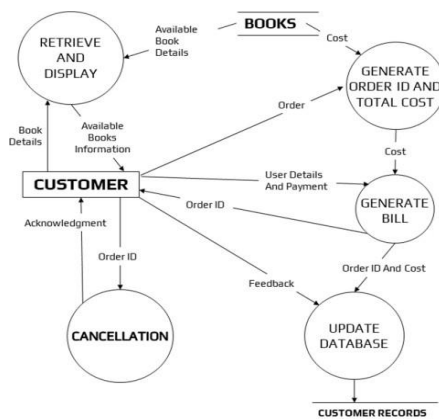 BOOKS
Available
Book
Details
Cost
RETRIEVE
AND
DISPLAY
GENERATE
ORDER ID AND
TOTAL COST
Order
Book
Details
Available
Books
Information
Cost
CUSTOMER
User Details
And Payment
Order ID
GENERATE
BILL
Acknowledgment
Order ID
Feedback
Order ID And Cost
CANCELLATION
UPDATE
DATABASE
CUSTOMER RECORDS